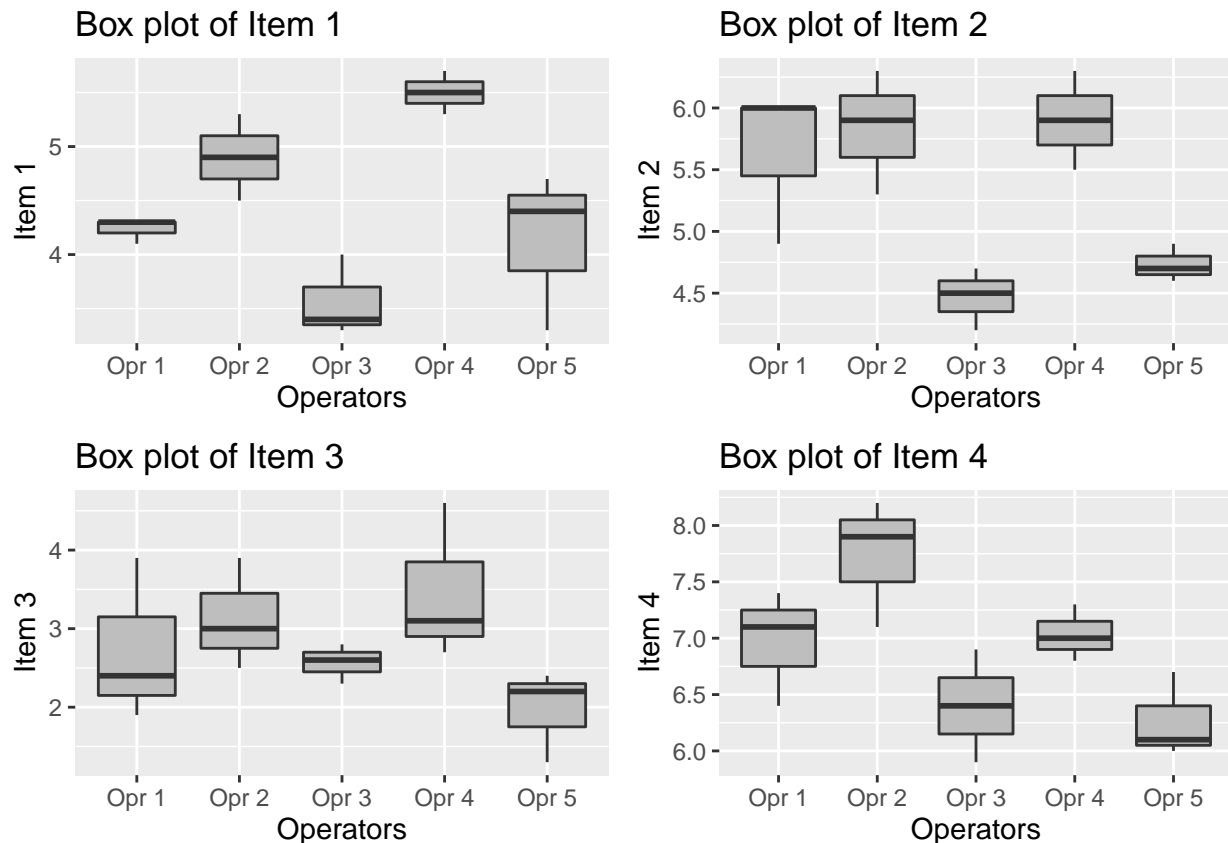 Box plot of Item 1
Item 1
5
4
Opr 1 Opr 2 Opr 3 Opr 4 Opr 5
Operators
Box plot of Item 2
Item 2
6.0
5.5
5.0
4.5
Opr 1 Opr 2 Opr 3 Opr 4 Opr 5
Operators
Box plot of Item 3
Item 3
4
3
2
Opr 1 Opr 2 Opr 3 Opr 4 Opr 5
Operators
Box plot of Item 4
Item 4
8.0
7.5
7.0
6.5
6.0
Opr 1 Opr 2 Opr 3 Opr 4 Opr 5
Operators